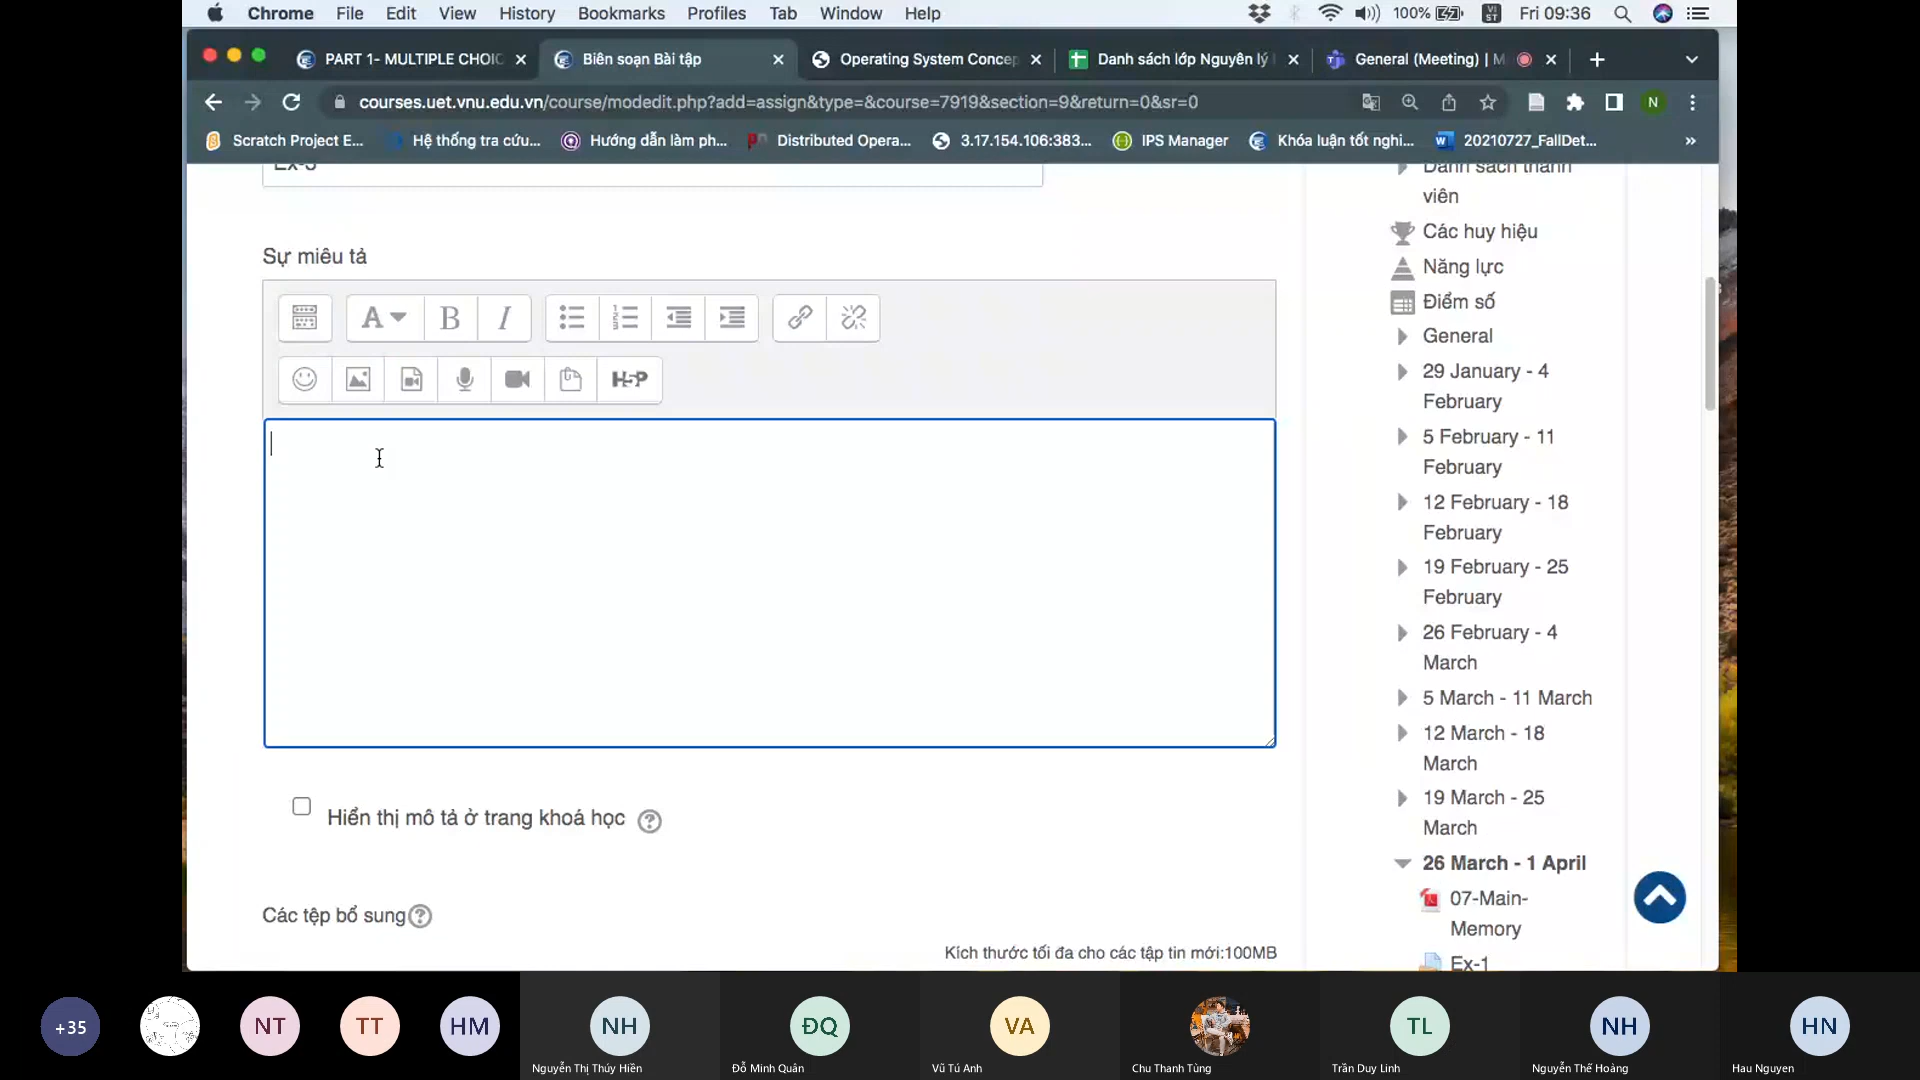 Chrome File Edit View History Bookmarks Profiles Tab Window Help
100% VI ST Fri 09:36
PART 1- MULTIPLE CHOIC
Biên soạn Bài tập
Operating System Concep
Danh sách lớp Nguyên lý
General (Meeting) | M
courses.uet.vnu.edu.vn/course/modedit.php?add=assign&type=&course=7919&section=9&return=0&sr=0
N
Scratch Project E...
Hệ thống tra cứu...
Hướng dẫn làm ph...
Distributed Opera...
3.17.154.106:383...
IPS Manager
Khóa luận tốt nghi...
20210727_FallDet...
»
Sự miêu tả
A B I
H5P
Hiển thị mô tả ở trang khoá học
Các tệp bổ sung
Kích thước tối đa cho các tập tin mới:100MB
Danh sách thành
viên
Các huy hiệu
Năng lực
Điểm số
General
29 January - 4
February
5 February - 11
February
12 February - 18
February
19 February - 25
February
26 February - 4
March
5 March - 11 March
12 March - 18
March
19 March - 25
March
26 March - 1 April
07-Main-
Memory
Ex-1
+35
NT
TT
HM
NH
Nguyễn Thị Thúy Hiền
ĐQ
Đỗ Minh Quân
VA
Vũ Tú Anh
Chu Thanh Tùng
TL
Trần Duy Linh
NH
Nguyễn Thế Hoàng
HN
Hau Nguyen